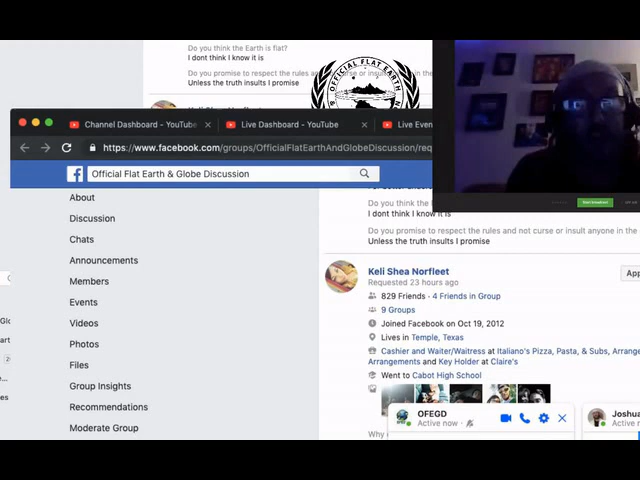 Do you think the Earth is flat?
I dont think I know it is
Do you promise to respect the rules
curse or insult
Unless the truth insults I promise
OFFICIAL FLAT EARTH
Channel Dashboard - YouTube
Live Dashboard - YouTube
Live Even
https://www.facebook.com/groups/OfficialFlatEarthAndGlobeDiscussion/req
Official Flat Earth & Globe Discussion
About
Discussion
Chats
Announcements
Members
Events
Videos
Photos
Files
Group Insights
Recommendations
Moderate Group
Do you think
I dont think I know it is
Do you promise to respect the rules and not curse or insult anyone in the
Unless the truth insults I promise
Keli Shea Norfleet
Requested 23 hours ago
App
829 Friends · 4 Friends in Group
9 Groups
Joined Facebook on Oct 19, 2012
Lives in Temple, Texas
Cashier and Waiter/Waitress at Italiano's Pizza, Pasta, & Subs, Arrange
Arrangements and Key Holder at Claire's
Went to Cabot High School
OFEGD
Active now
Joshua
Active n
Why